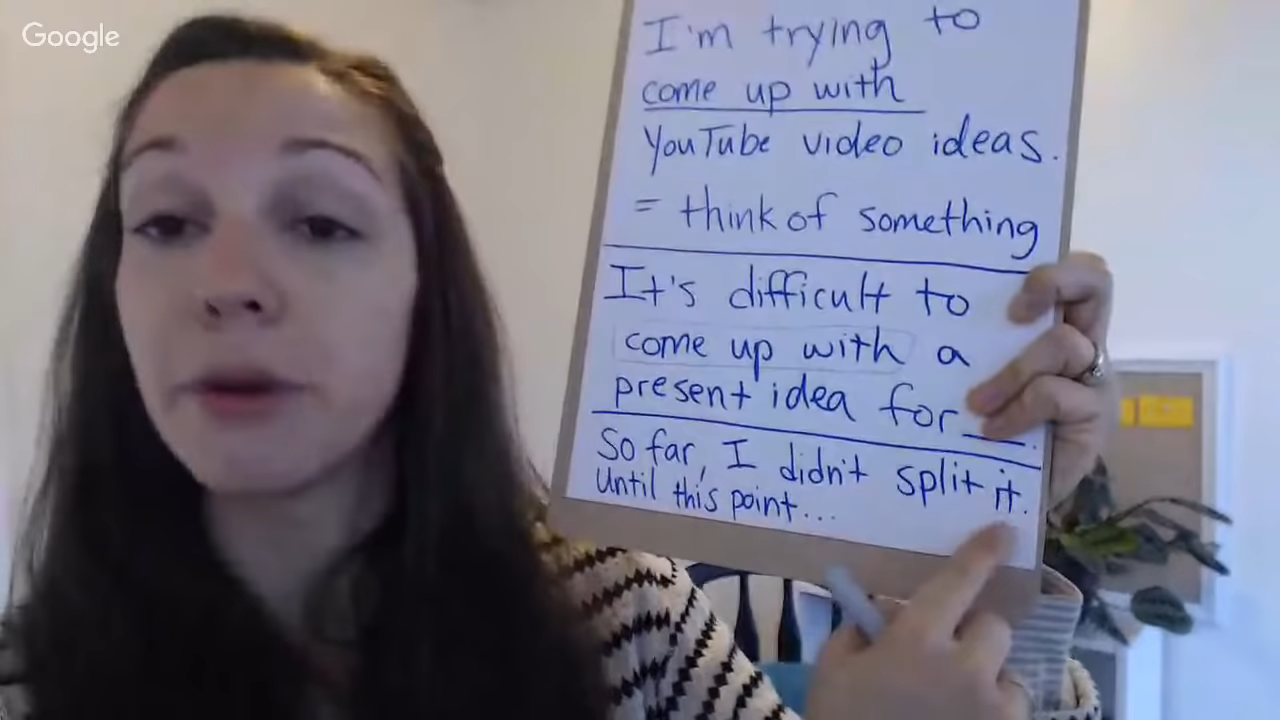 Google
I'm trying to
come up with
YouTube video ideas.
= think of something
It's difficult to
come up with a
present idea for ___.
So far, I didn't split it.
Until this point...